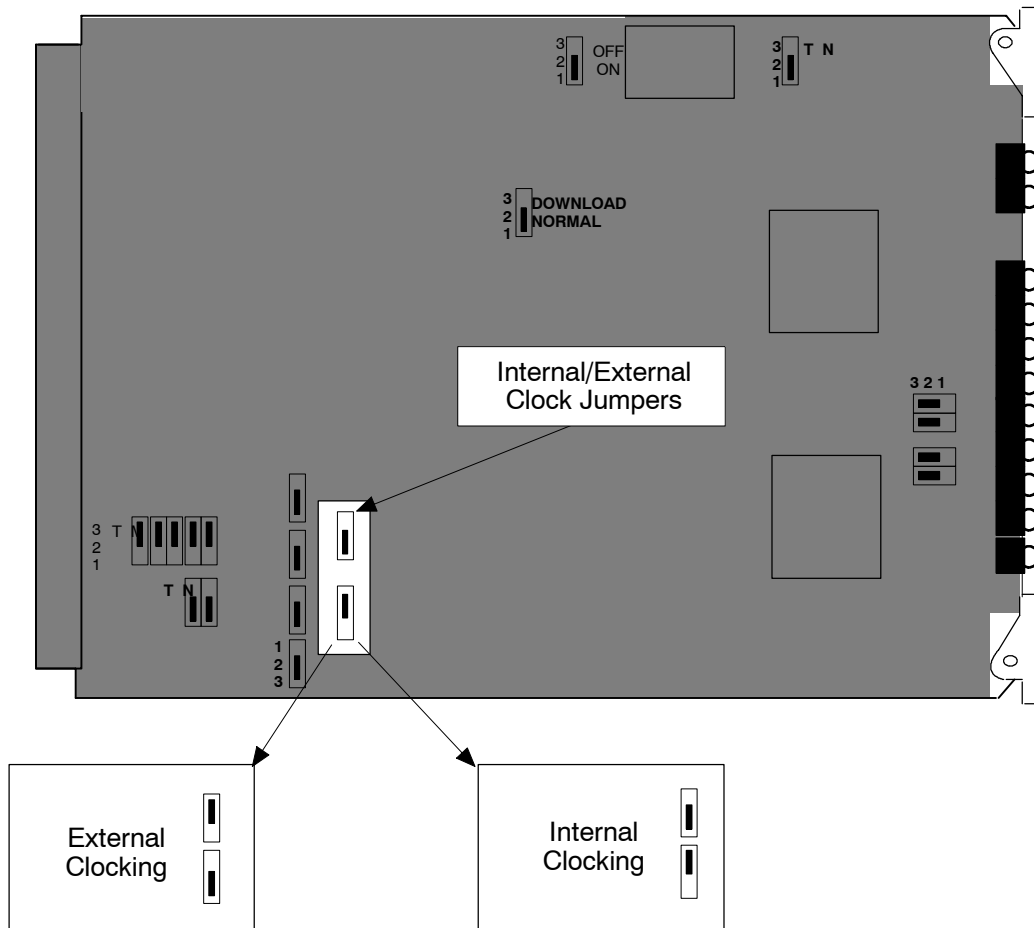 3
2
1
OFF
ON
3
2
1
T N
3
2
1
DOWNLOAD
NORMAL
Internal/External
Clock Jumpers
3 2 1
3
2
1
T N
T N
1
2
3
External
Clocking
Internal
Clocking